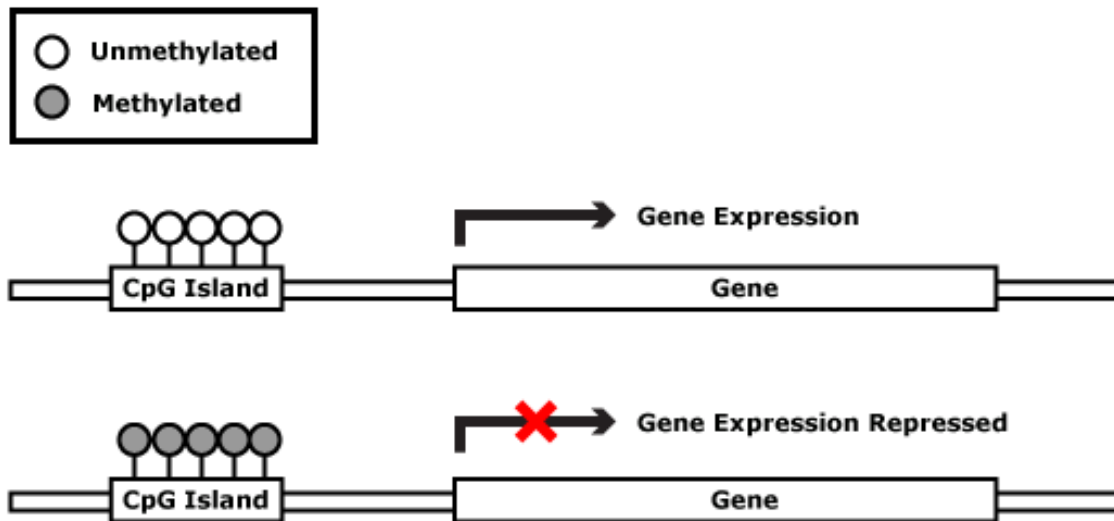 Unmethylated
Methylated
Gene Expression
CpG Island
Gene
Gene Expression Repressed
CpG Island
Gene